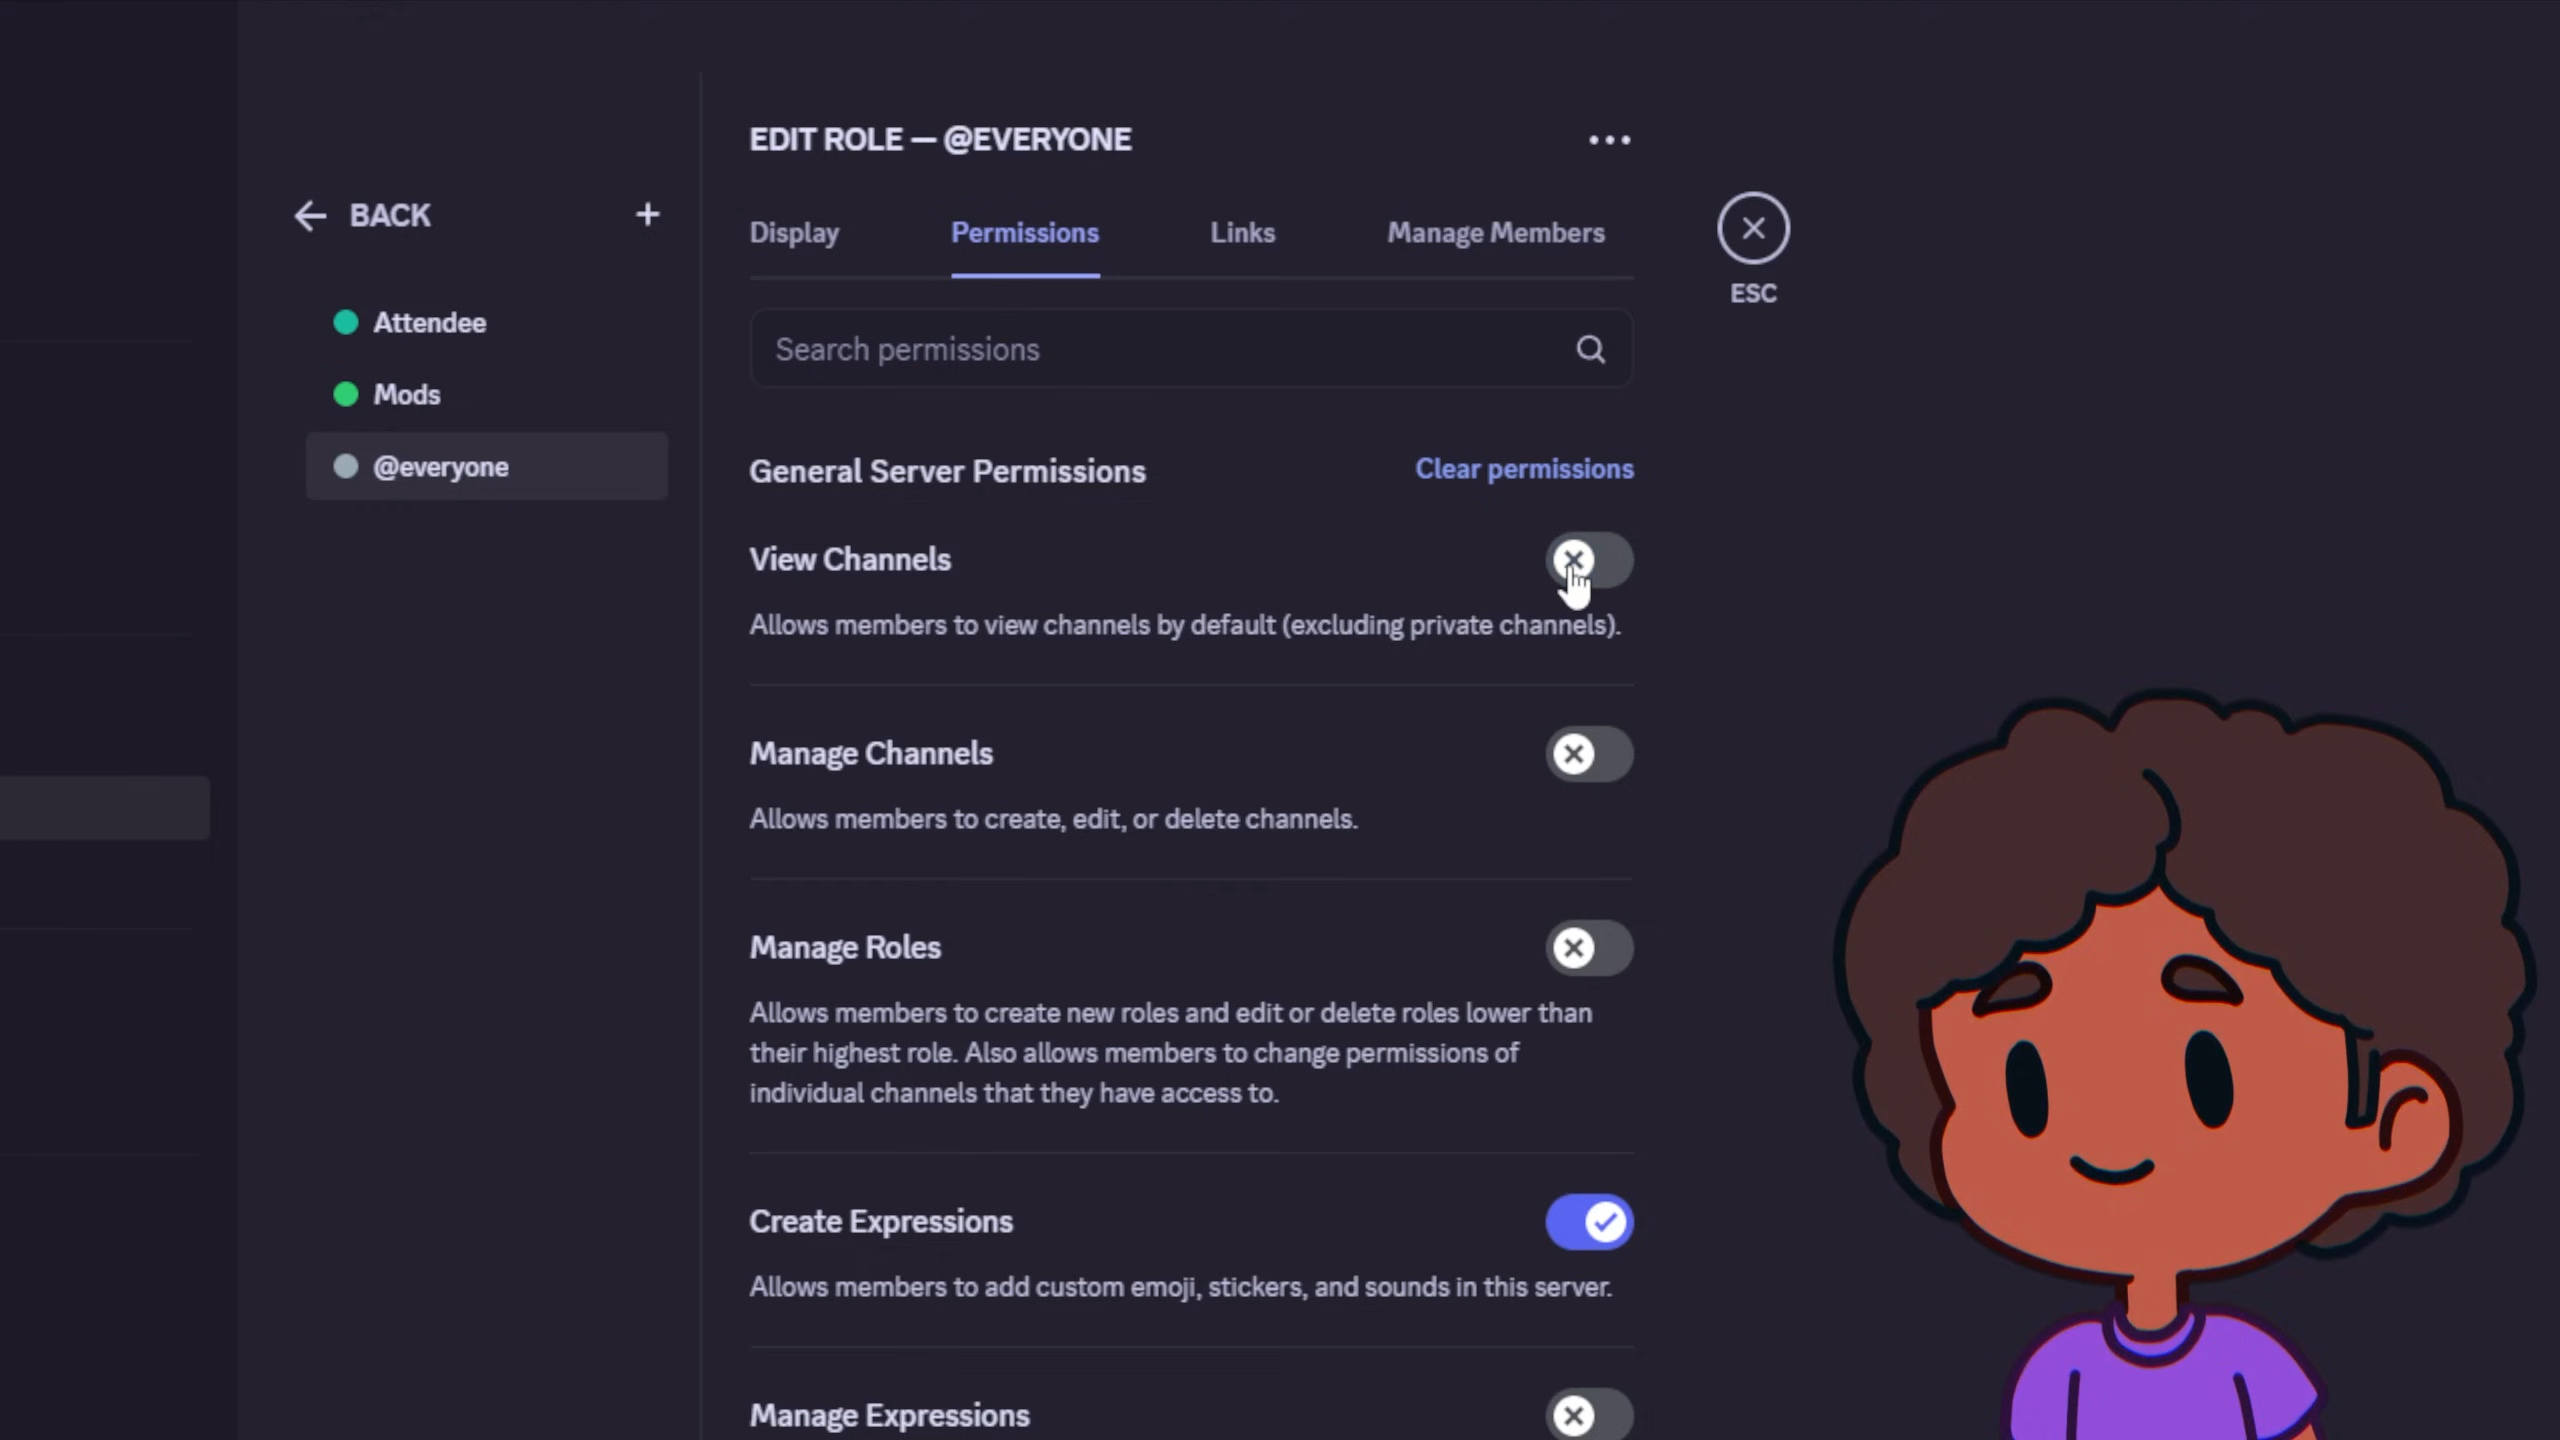 EDIT ROLE — @EVERYONE
BACK
Attendee
Mods
@everyone
Display
Permissions
Links
Manage Members
ESC
Search permissions
General Server Permissions
Clear permissions
View Channels
Allows members to view channels by default (excluding private channels).
Manage Channels
Allows members to create, edit, or delete channels.
Manage Roles
Allows members to create new roles and edit or delete roles lower than
their highest role. Also allows members to change permissions of
individual channels that they have access to.
Create Expressions
Allows members to add custom emoji, stickers, and sounds in this server.
Manage Expressions